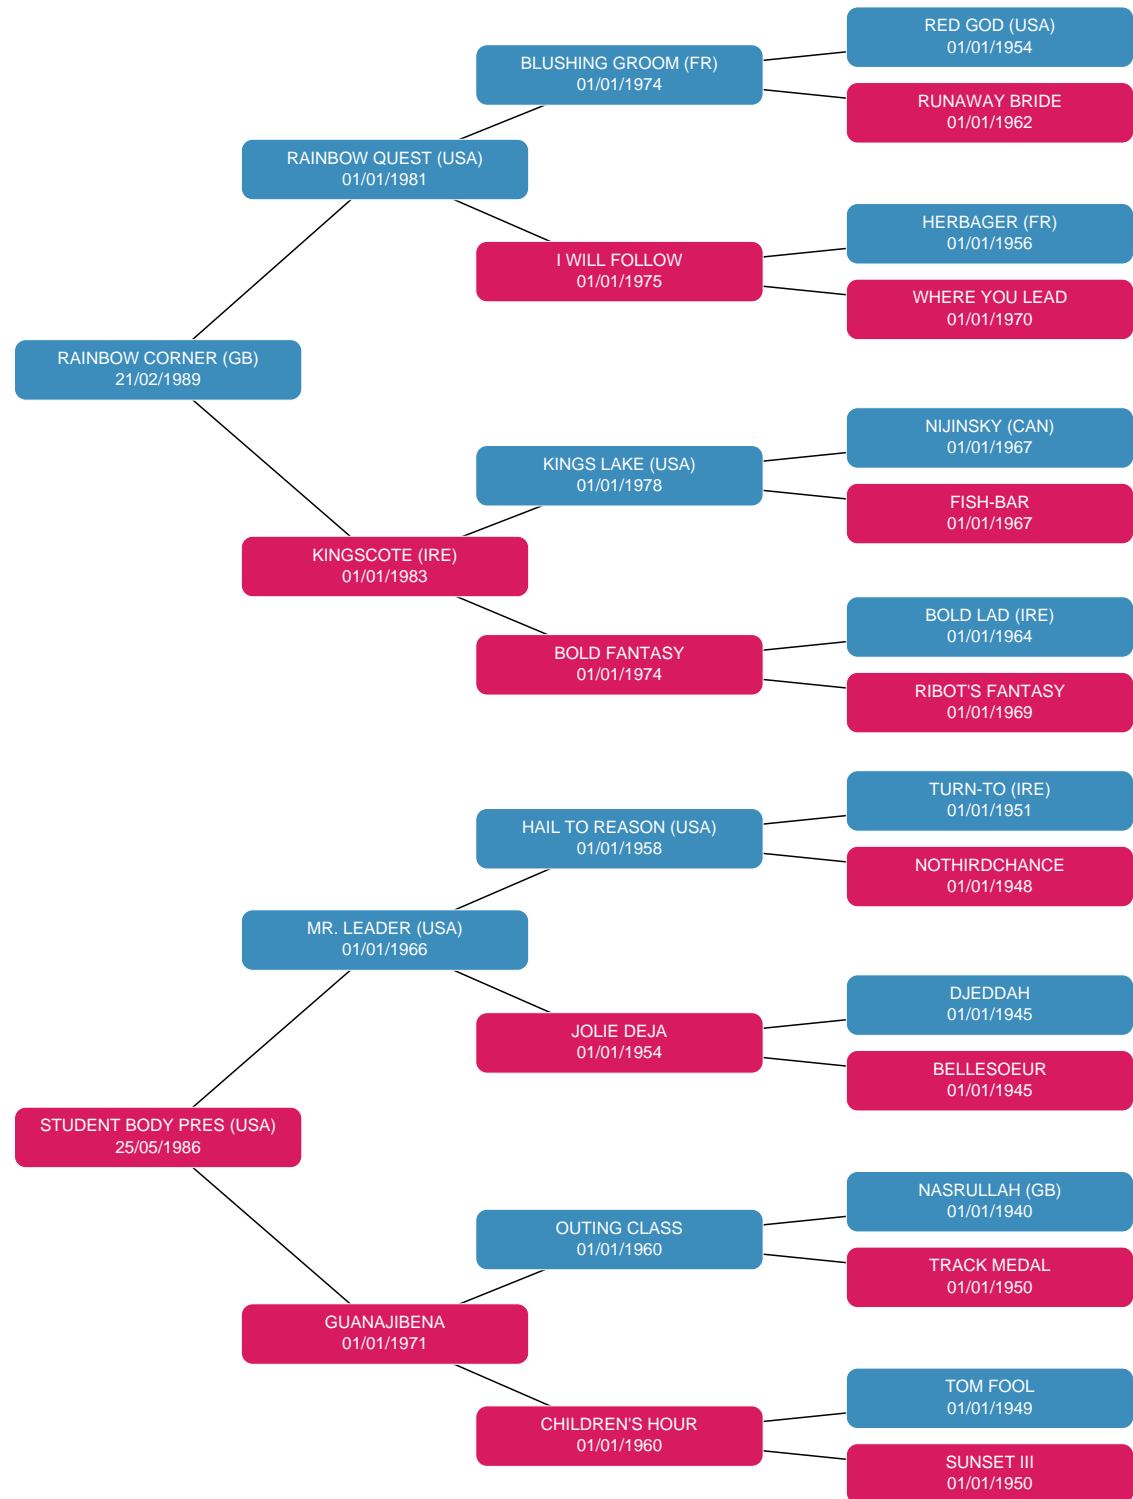 RED GOD (USA)
01/01/1954
BLUSHING GROOM (FR)
01/01/1974
RUNAWAY BRIDE
01/01/1962
RAINBOW QUEST (USA)
01/01/1981
HERBAGER (FR)
01/01/1956
I WILL FOLLOW
01/01/1975
WHERE YOU LEAD
01/01/1970
RAINBOW CORNER (GB)
21/02/1989
NIJINSKY (CAN)
01/01/1967
KINGS LAKE (USA)
01/01/1978
FISH-BAR
01/01/1967
KINGSCOTE (IRE)
01/01/1983
BOLD LAD (IRE)
01/01/1964
BOLD FANTASY
01/01/1974
RIBOT'S FANTASY
01/01/1969
TURN-TO (IRE)
01/01/1951
HAIL TO REASON (USA)
01/01/1958
NOTHIRDCHANCE
01/01/1948
MR. LEADER (USA)
01/01/1966
DJEDDAH
01/01/1945
JOLIE DEJA
01/01/1954
BELLESOEUR
01/01/1945
STUDENT BODY PRES (USA)
25/05/1986
NASRULLAH (GB)
01/01/1940
OUTING CLASS
01/01/1960
TRACK MEDAL
01/01/1950
GUANAJIBENA
01/01/1971
TOM FOOL
01/01/1949
CHILDREN'S HOUR
01/01/1960
SUNSET III
01/01/1950